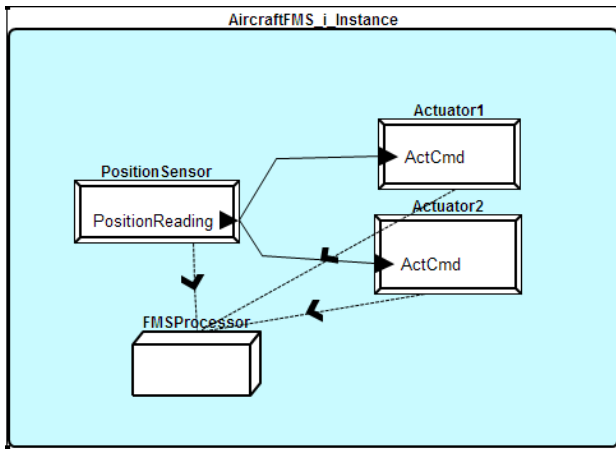 AircraftFMS_i_Instance
Actuator1
ActCmd
PositionSensor
PositionReading
Actuator2
ActCmd
FMSProcessor